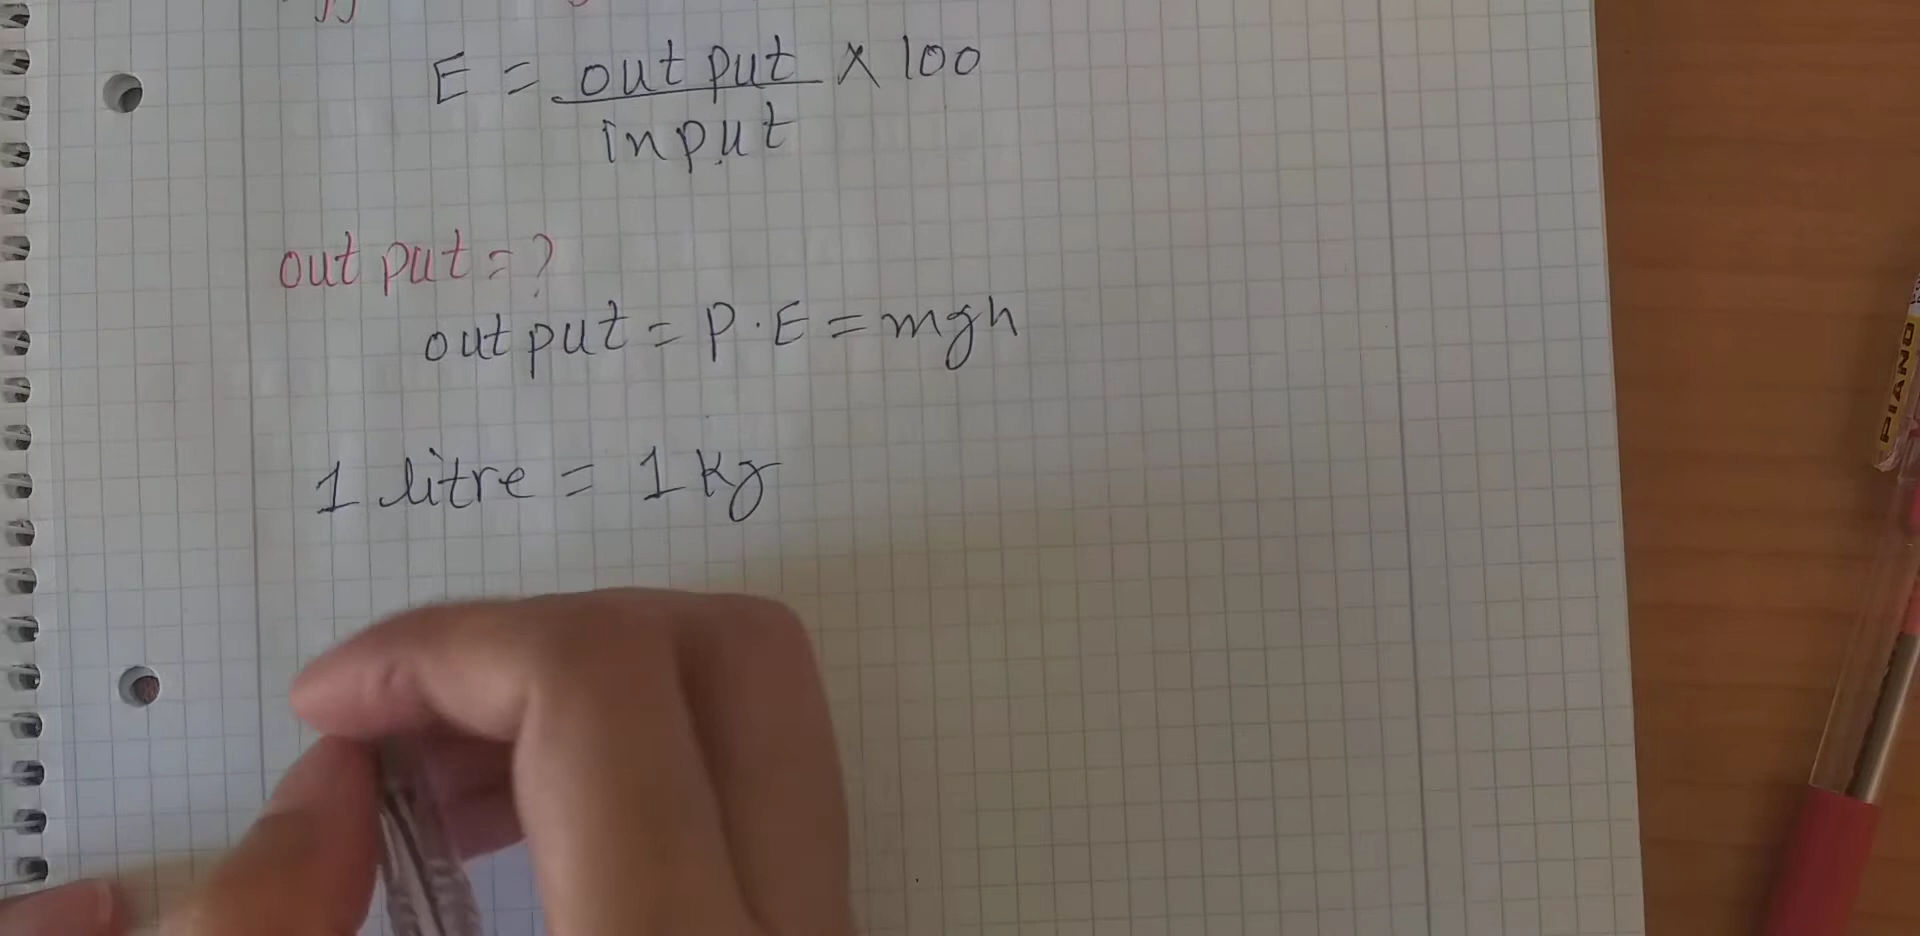 E = output / input × 100
output = ?
output = P.E = mgh
1 litre = 1 kg
PIANO